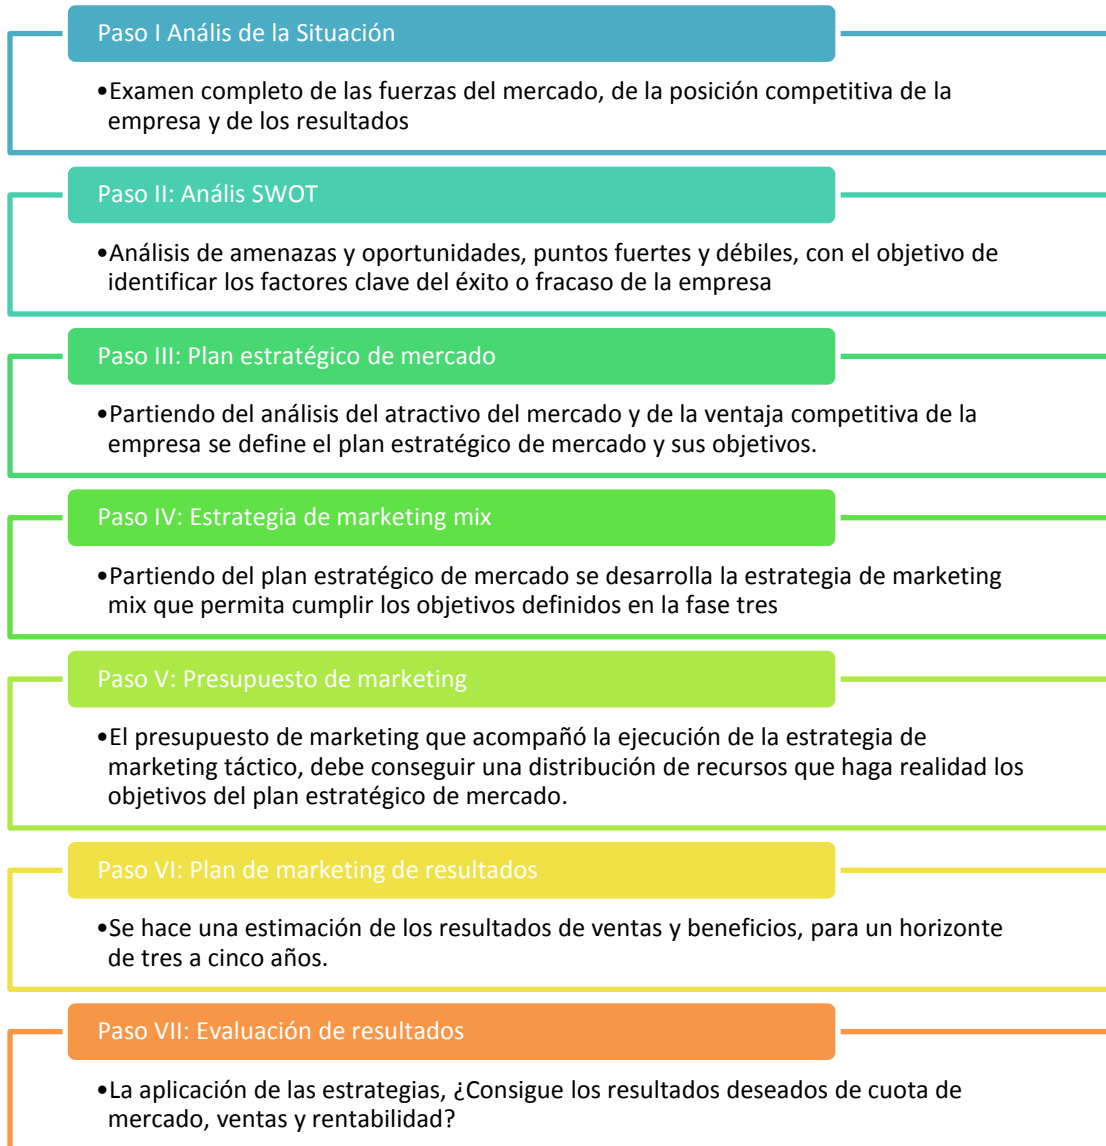 Paso I Anális de la Situación
•Examen completo de las fuerzas del mercado, de la posición competitiva de la
empresa y de los resultados
Paso II: Anális SWOT
•Análisis de amenazas y oportunidades, puntos fuertes y débiles, con el objetivo de
identificar los factores clave del éxito o fracaso de la empresa
Paso III: Plan estratégico de mercado
•Partiendo del análisis del atractivo del mercado y de la ventaja competitiva de la
empresa se define el plan estratégico de mercado y sus objetivos.
Paso IV: Estrategia de marketing mix
•Partiendo del plan estratégico de mercado se desarrolla la estrategia de marketing
mix que permita cumplir los objetivos definidos en la fase tres
Paso V: Presupuesto de marketing
•El presupuesto de marketing que acompañó la ejecución de la estrategia de
marketing táctico, debe conseguir una distribución de recursos que haga realidad los
objetivos del plan estratégico de mercado.
Paso VI: Plan de marketing de resultados
•Se hace una estimación de los resultados de ventas y beneficios, para un horizonte
de tres a cinco años.
Paso VII: Evaluación de resultados
•La aplicación de las estrategias, ¿Consigue los resultados deseados de cuota de
mercado, ventas y rentabilidad?